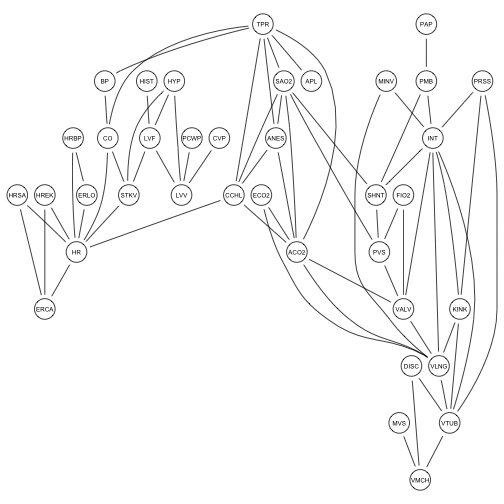 TPR
PAP
BP
HIST
HYP
SAO2
APL
MINV
PMB
PRSS
HRBP
CO
LVF
PCWP
CVP
ANES
INT
HRSA
HREK
ERLO
STKV
LVV
CCHL
ECO2
SHNT
FIO2
HR
ACO2
PVS
ERCA
VALV
KINK
DISC
VLNG
MVS
VTUB
VMCH